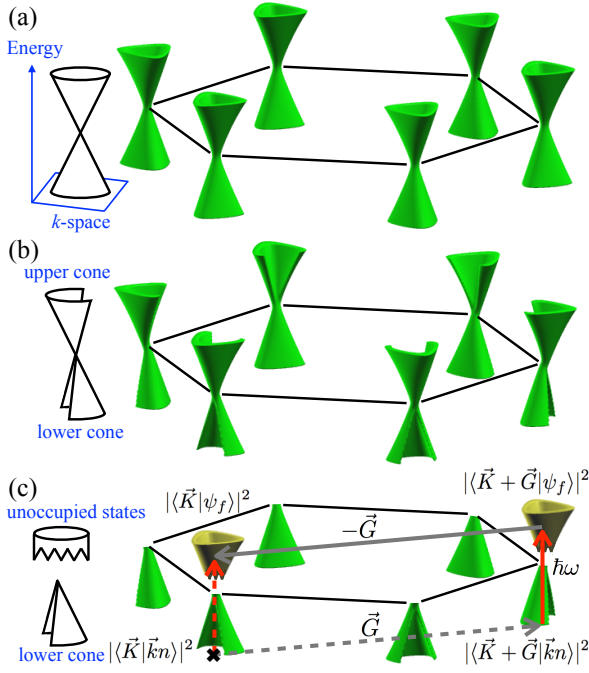 (a)
Energy
k-space
(b)
upper cone
lower cone
(c)
|⟨K⃗|ψ_f⟩|²
|⟨K⃗ + G⃗|ψ_f⟩|²
unoccupied states
−G⃗
ħω
G⃗
|⟨K⃗|k⃗n⟩|²
|⟨K⃗ + G⃗|k⃗n⟩|²
lower cone